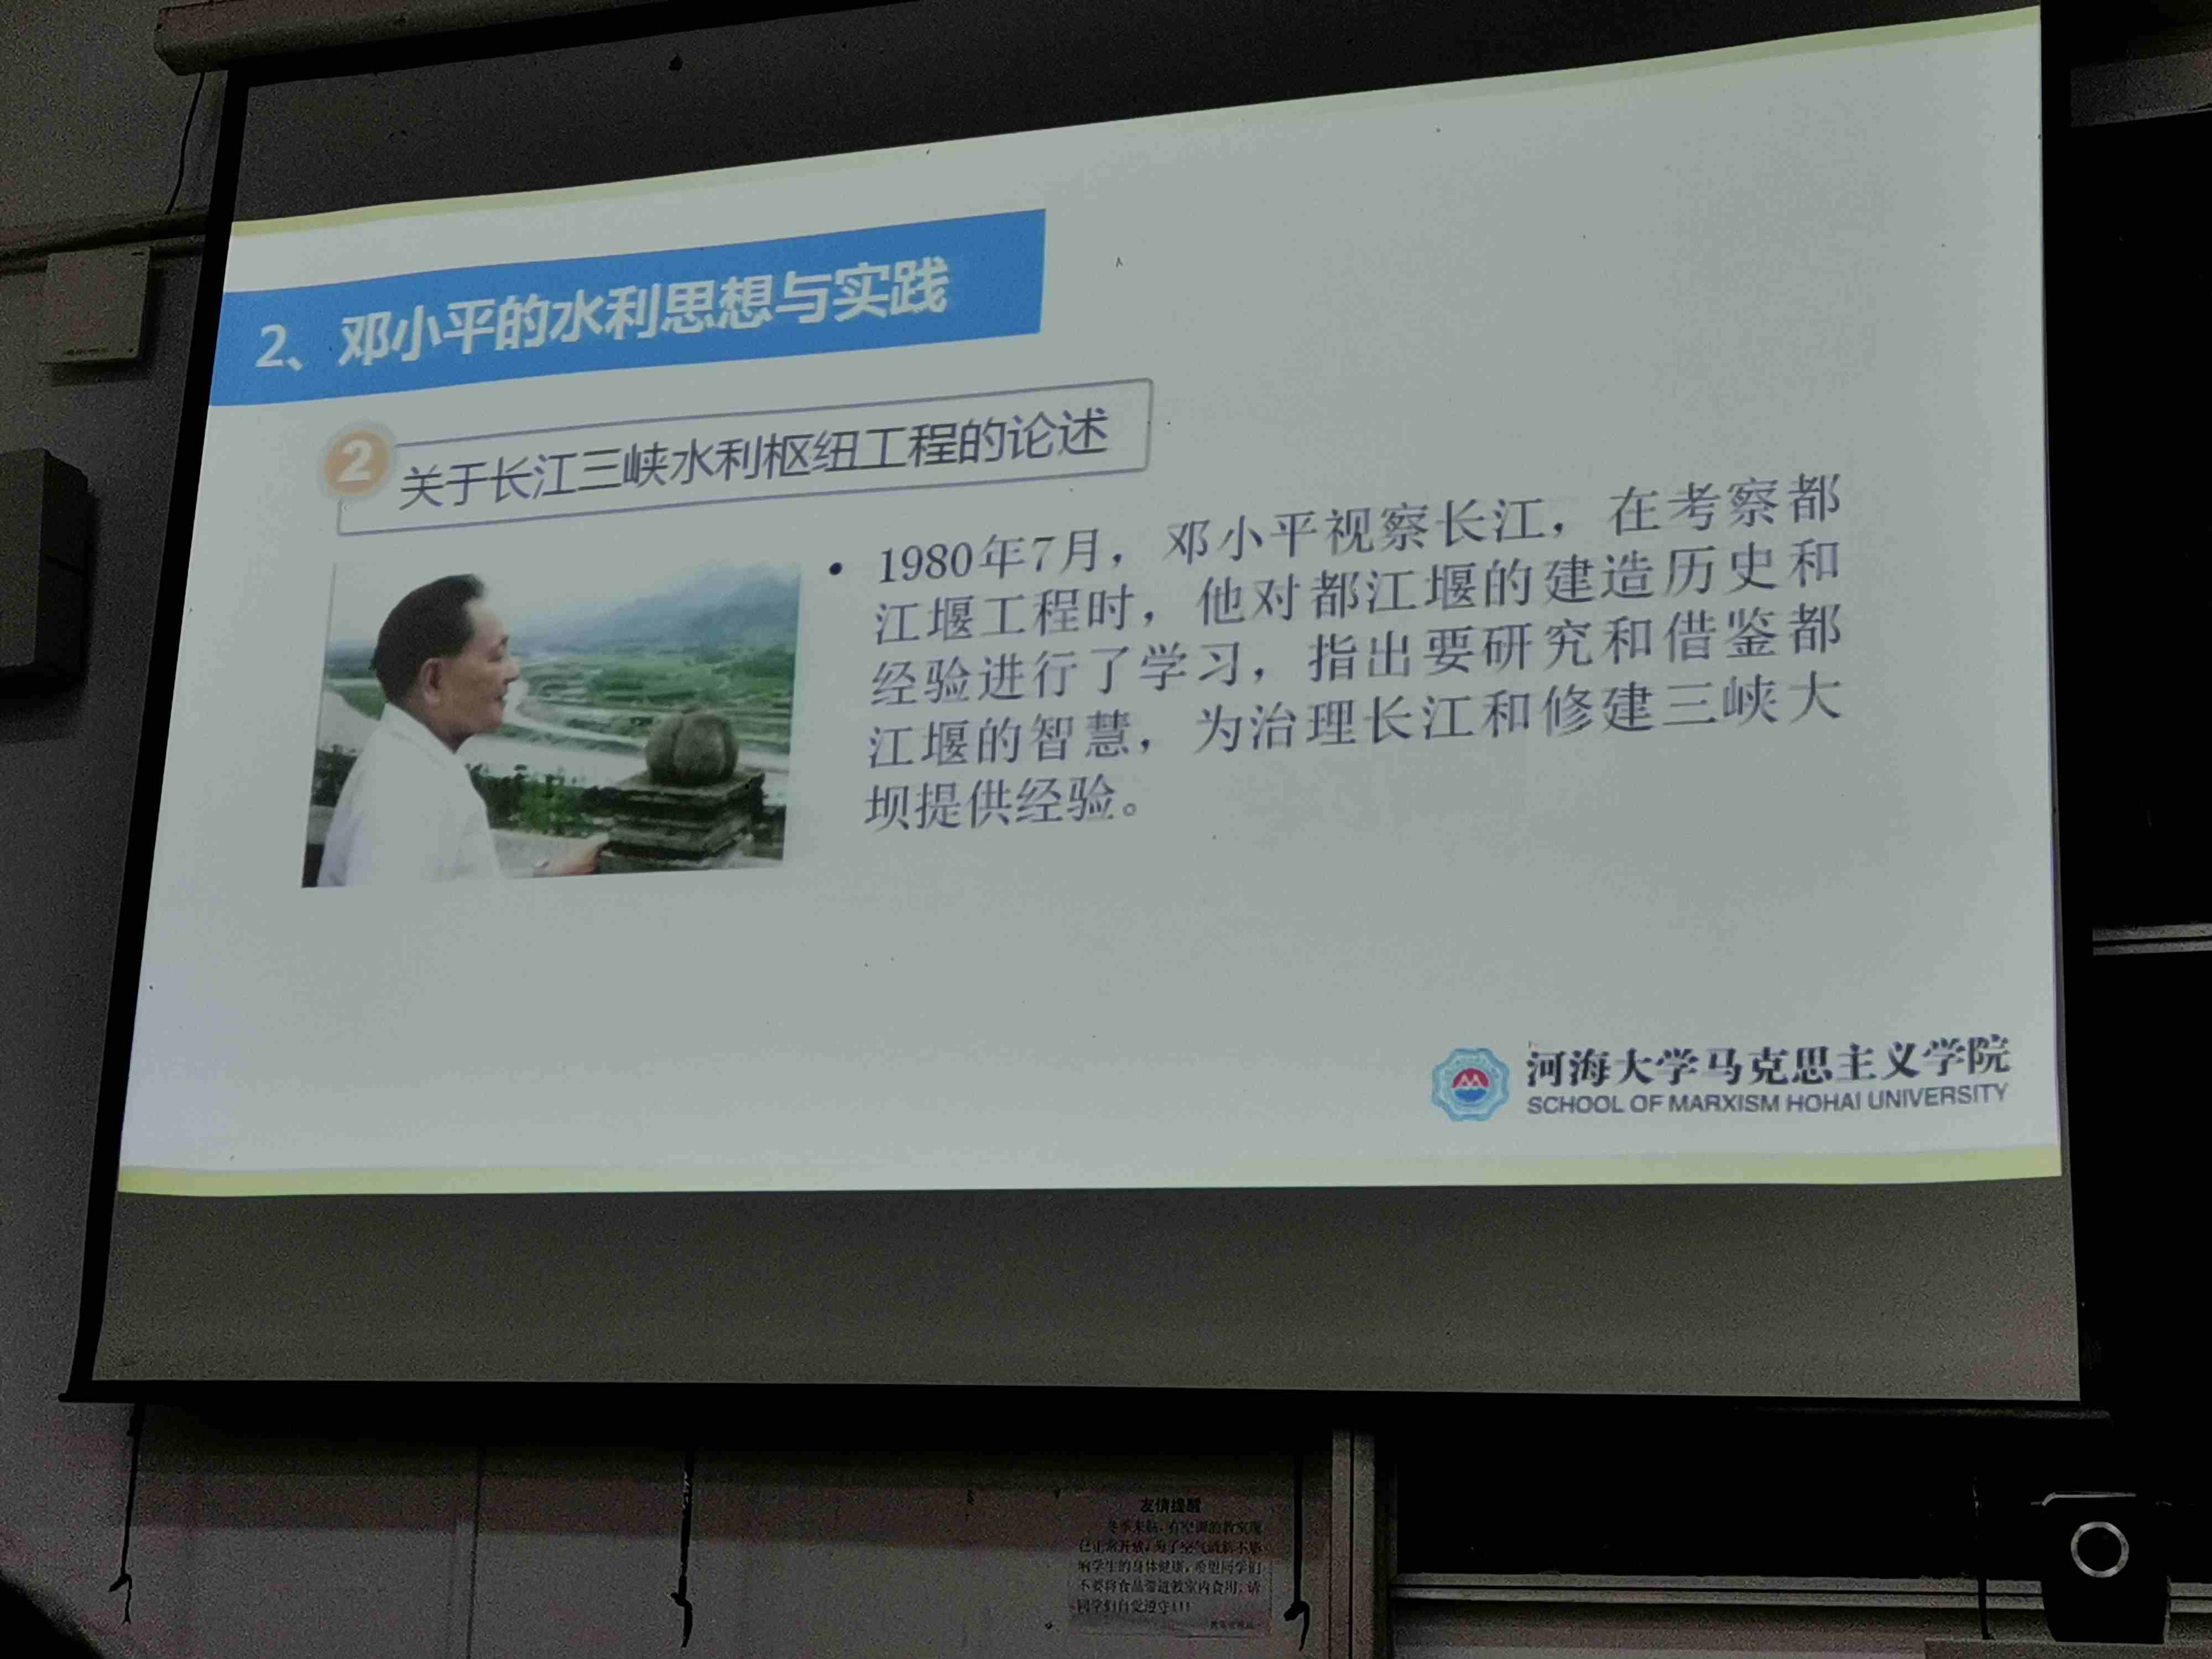 2、邓小平的水利思想与实践
2
关于长江三峡水利枢纽工程的论述
• 1980年7月，邓小平视察长江，在考察都
江堰工程时，他对都江堰的建造历史和
经验进行了学习，指出要研究和借鉴都
江堰的智慧，为治理长江和修建三峡大
坝提供经验。
河海大学马克思主义学院
SCHOOL OF MARXISM HOHAI UNIVERSITY
友情提醒
冬季来临，有空调的教室现
已正常开放，为了空气清新不影
响学生的身体健康，希望同学们
不要将食品带进教室内食用，请
同学们自觉遵守!!!